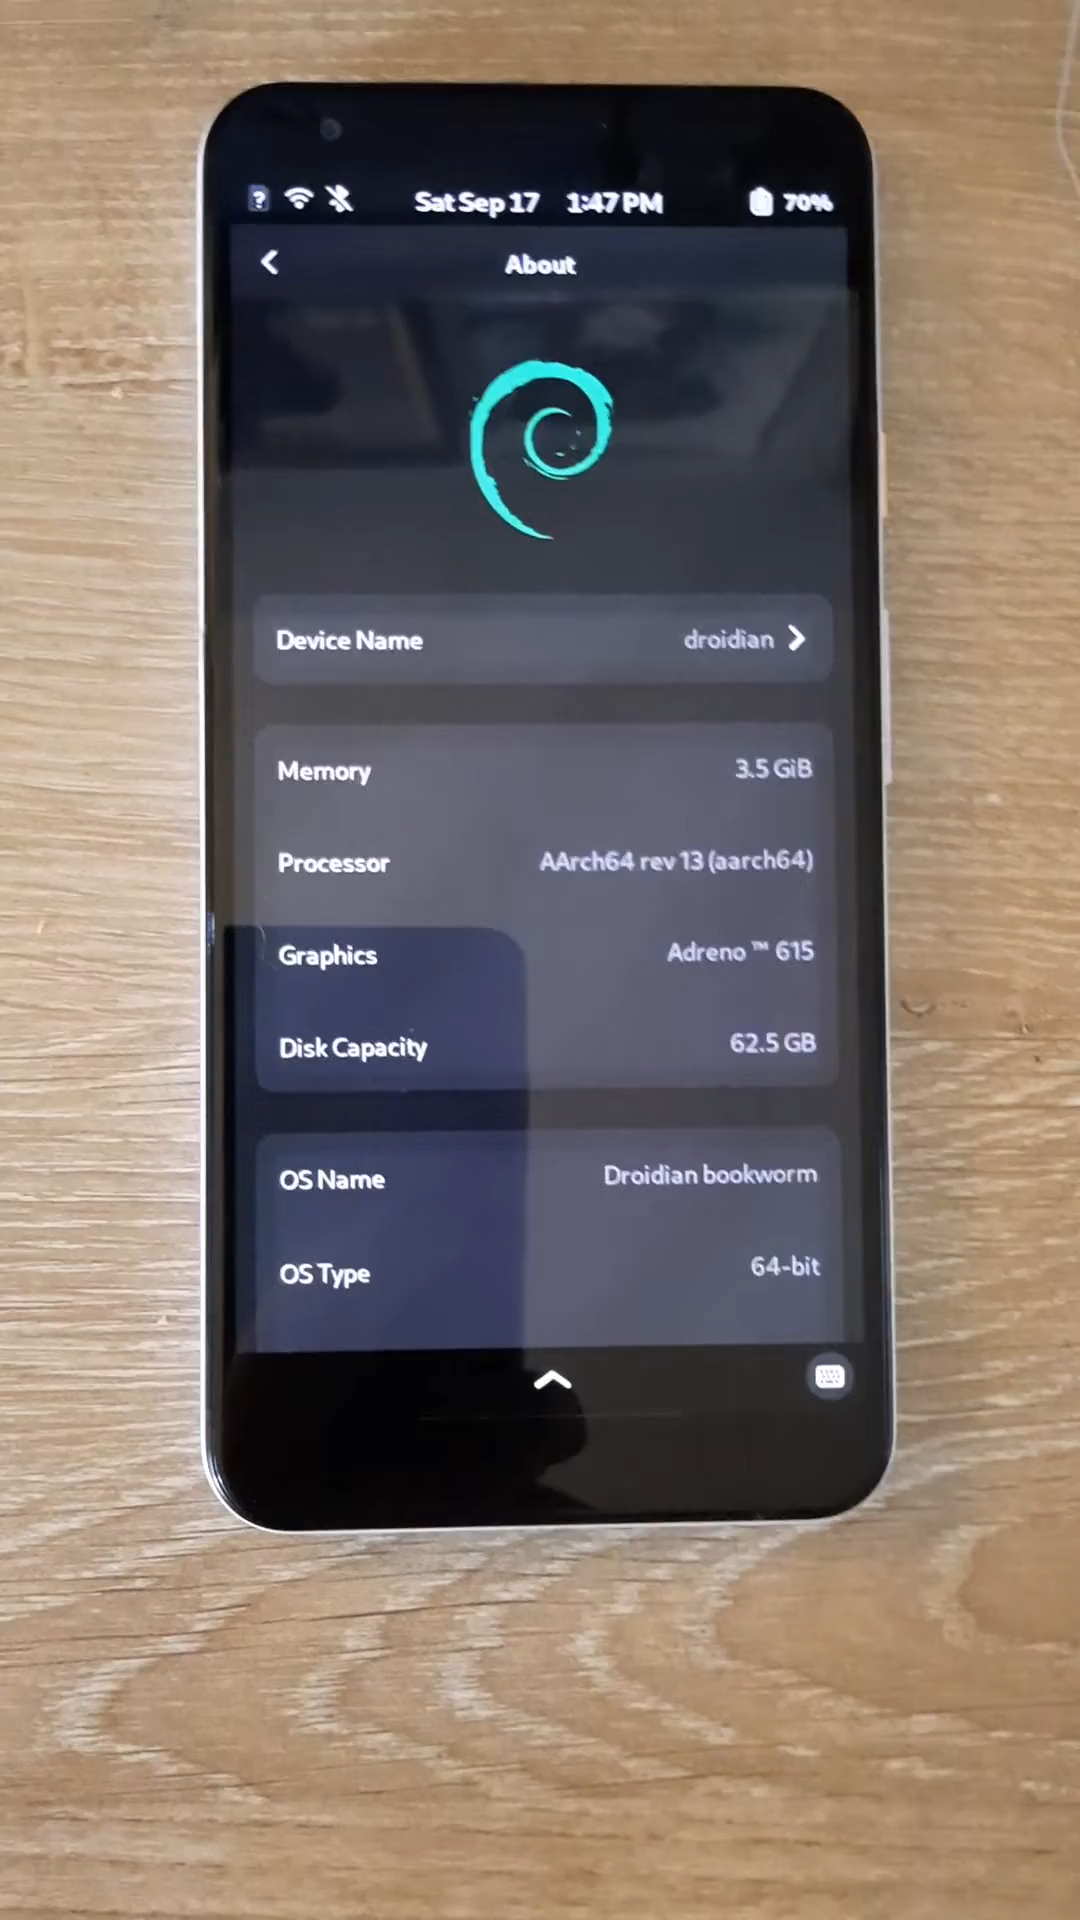 Sat Sep 17 1:47 PM 70%
About
Device Name droidian
Memory 3.5 GiB
Processor AArch64 rev 13 (aarch64)
Graphics Adreno ™ 615
Disk Capacity 62.5 GB
OS Name Droidian bookworm
OS Type 64-bit